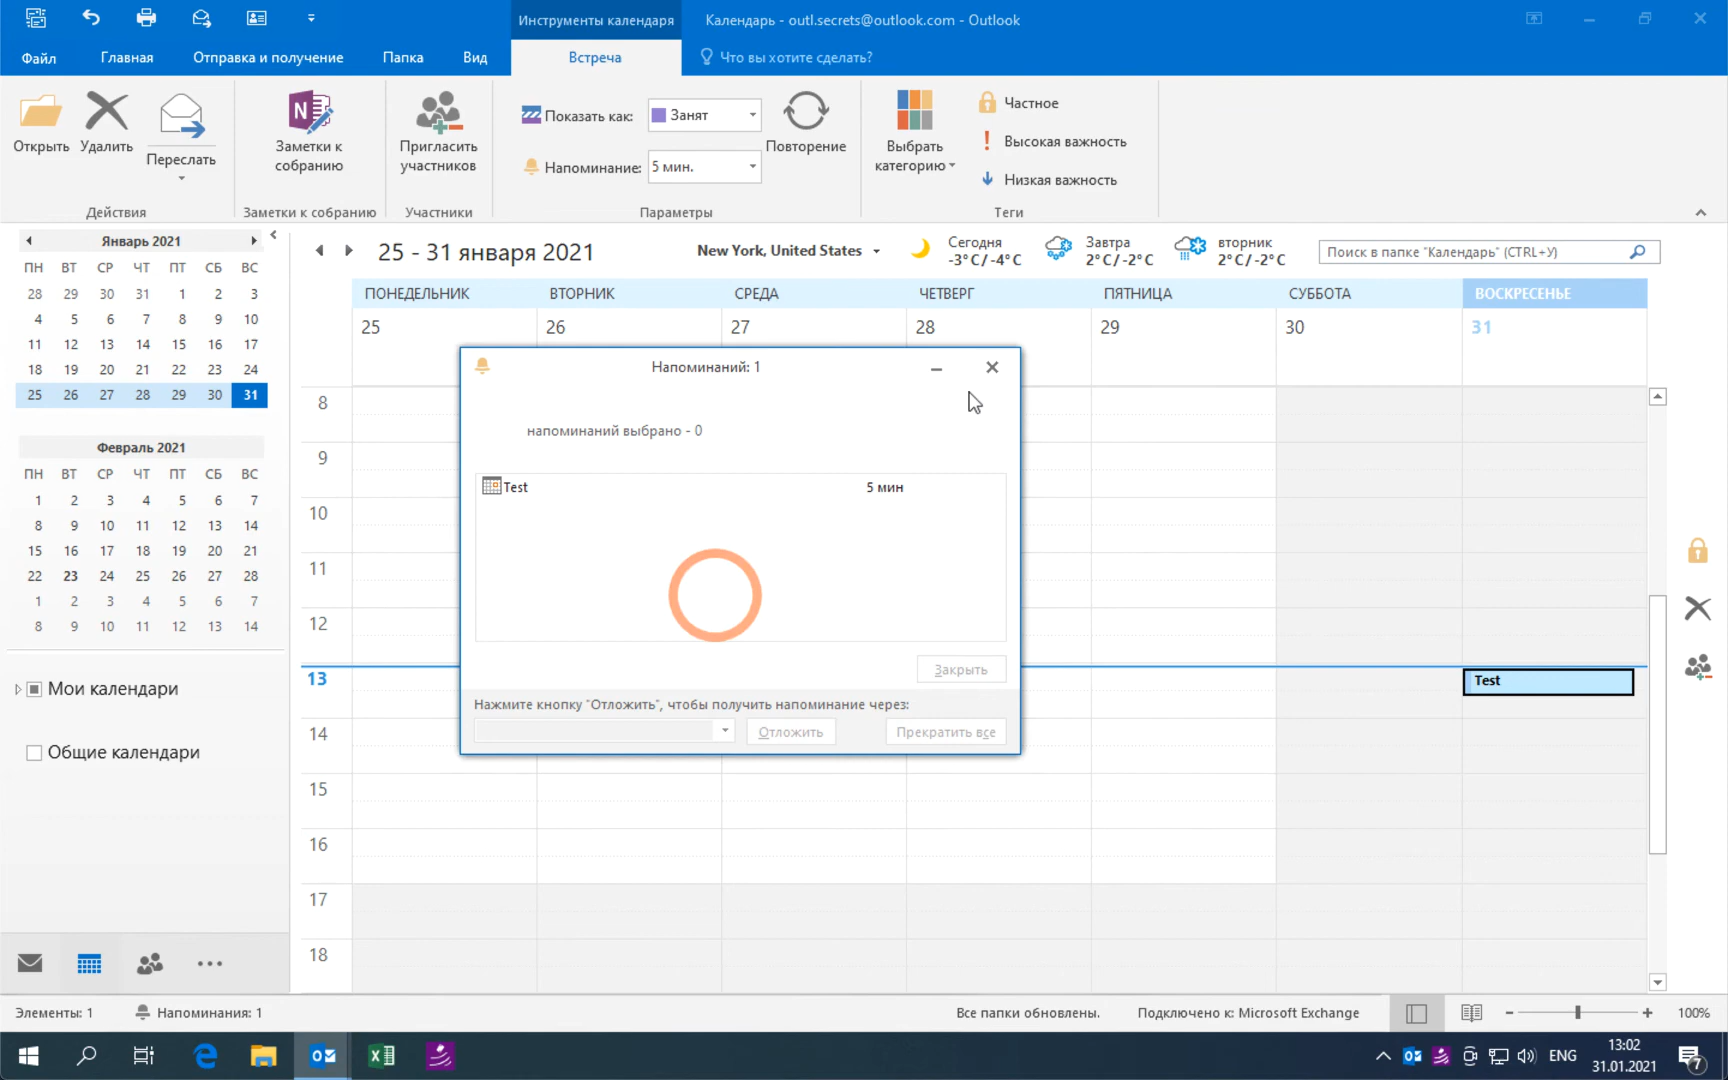 Инструменты календаря
Календарь - outl.secrets@outlook.com - Outlook
Файл
Главная
Отправка и получение
Папка
Вид
Встреча
Что вы хотите сделать?
Открыть
Удалить
Переслать
Действия
Заметки к
собранию
Заметки к собранию
Пригласить
участников
Участники
Показать как:
Занят
Напоминание:
5 мин.
Повторение
Параметры
Выбрать
категорию
Частное
Высокая важность
Низкая важность
Теги
Январь 2021
ПН ВТ СР ЧТ ПТ СБ ВС
28 29 30 31 1 2 3
4 5 6 7 8 9 10
11 12 13 14 15 16 17
18 19 20 21 22 23 24
25 26 27 28 29 30 31
Февраль 2021
ПН ВТ СР ЧТ ПТ СБ ВС
1 2 3 4 5 6 7
8 9 10 11 12 13 14
15 16 17 18 19 20 21
22 23 24 25 26 27 28
1 2 3 4 5 6 7
8 9 10 11 12 13 14
Мои календари
Общие календари
25 - 31 января 2021
New York, United States
Сегодня
-3°C/-4°C
Завтра
2°C/-2°C
вторник
2°C/-2°C
Поиск в папке "Календарь" (CTRL+У)
ПОНЕДЕЛЬНИК ВТОРНИК СРЕДА ЧЕТВЕРГ ПЯТНИЦА СУББОТА ВОСКРЕСЕНЬЕ
25 26 27 28 29 30 31
8
9
10
11
12
13
14
15
16
17
18
Test
Напоминаний: 1
напоминаний выбрано - 0
Test 5 мин
Закрыть
Нажмите кнопку "Отложить", чтобы получить напоминание через:
Отложить
Прекратить все
Элементы: 1
Напоминания: 1
Все папки обновлены.
Подключено к: Microsoft Exchange
100%
ENG
13:02
31.01.2021
7